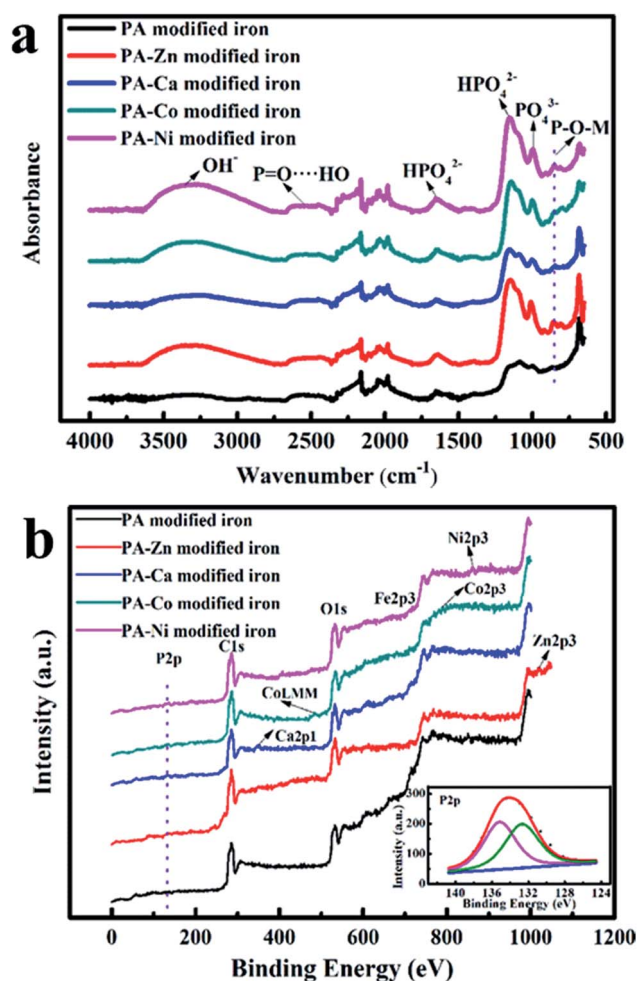 a
PA modified iron
PA-Zn modified iron
PA-Ca modified iron
PA-Co modified iron
PA-Ni modified iron
HPO₄²⁻
PO₄³⁻
P-O-M
OH⁻
P=O····HO
HPO₄²⁻
Absorbance
4000 3500 3000 2500 2000 1500 1000 500
Wavenumber (cm⁻¹)
b
PA modified iron
PA-Zn modified iron
PA-Ca modified iron
PA-Co modified iron
PA-Ni modified iron
P2p
C1s
O1s
Fe2p3
Ni2p3
Co2p3
Zn2p3
CoLMM
Ca2p1
Intensity (a.u.)
P2p
Intensity (a.u.)
300
200
100
0
140 136 132 128 124
Binding Energy (eV)
0 200 400 600 800 1000 1200
Binding Energy (eV)